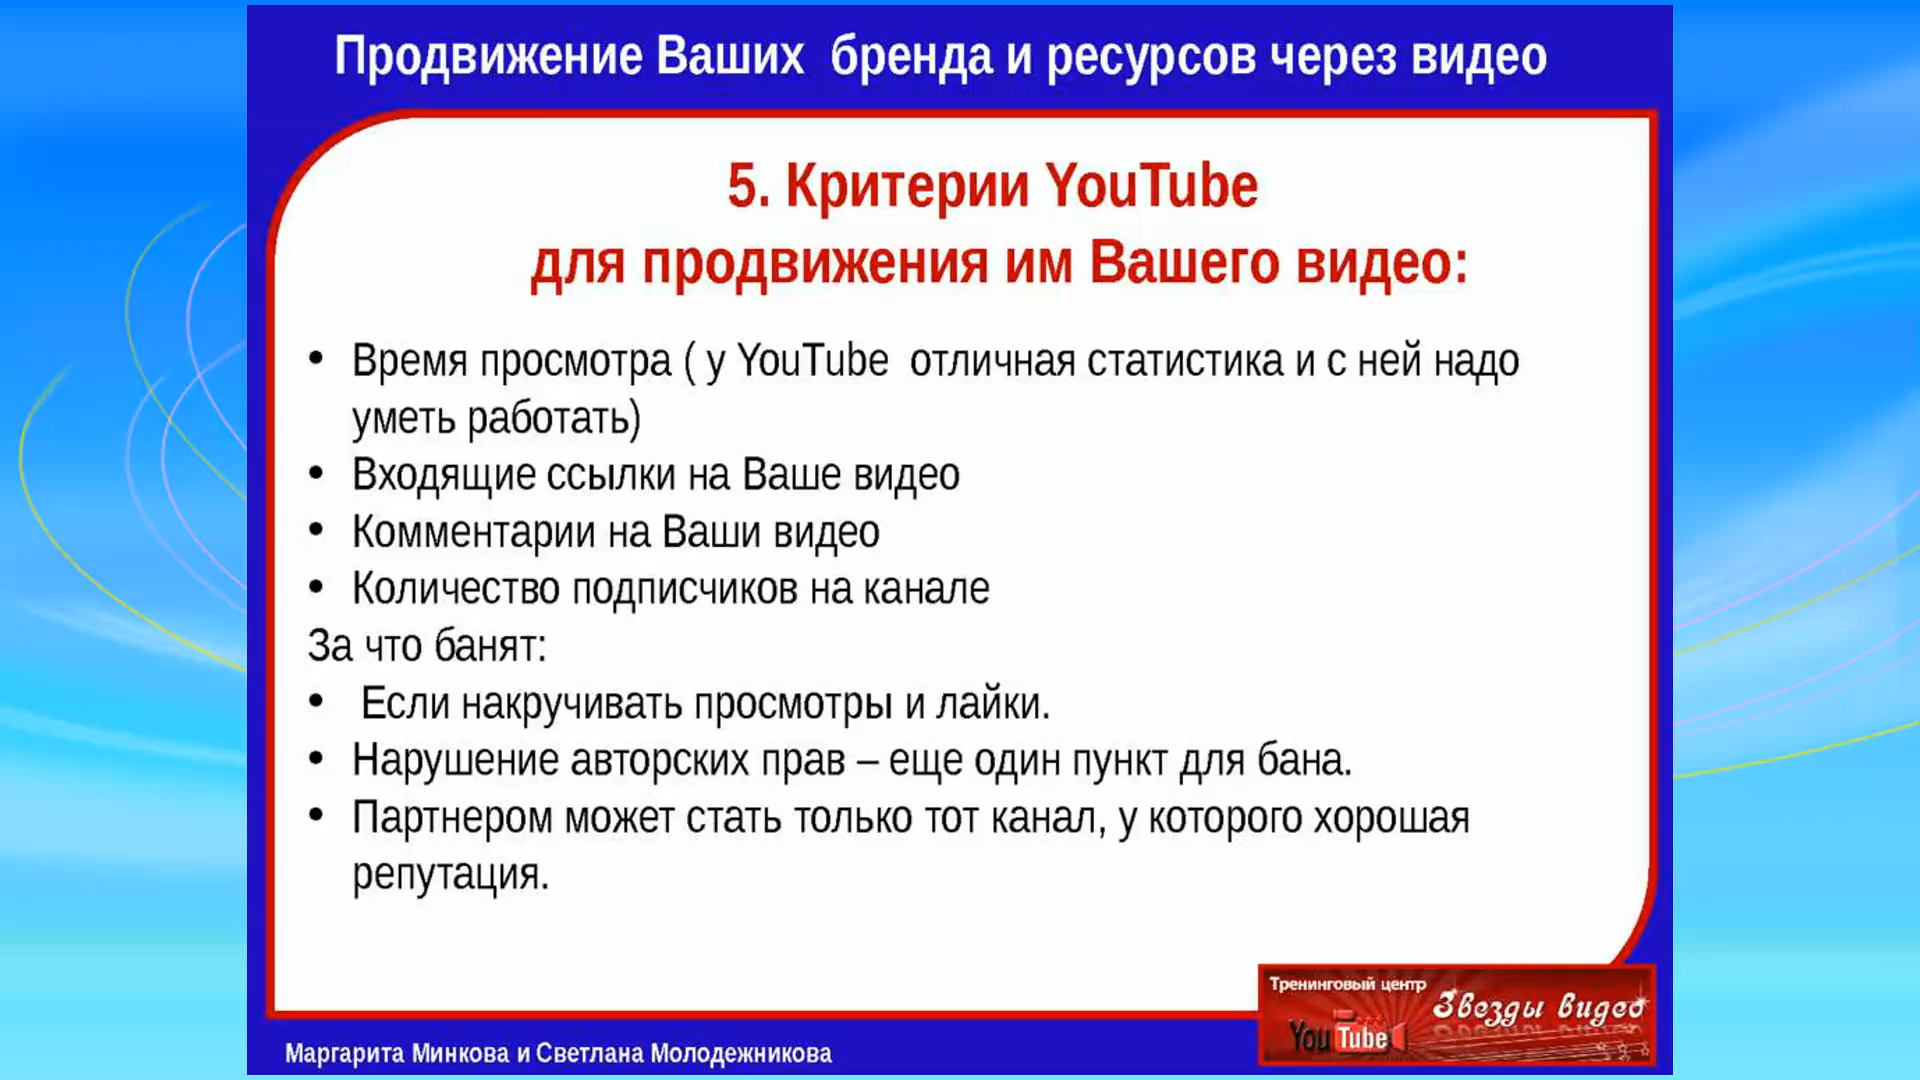 Продвижение Ваших бренда и ресурсов через видео
5. Критерии YouTube
для продвижения им Вашего видео:
• Время просмотра ( у YouTube отличная статистика и с ней надо
уметь работать)
• Входящие ссылки на Ваше видео
• Комментарии на Ваши видео
• Количество подписчиков на канале
За что банят:
• Если накручивать просмотры и лайки.
• Нарушение авторских прав – еще один пункт для бана.
• Партнером может стать только тот канал, у которого хорошая
репутация.
Тренинговый центр
Звезды видео
YouTube
Маргарита Минкова и Светлана Молодежникова